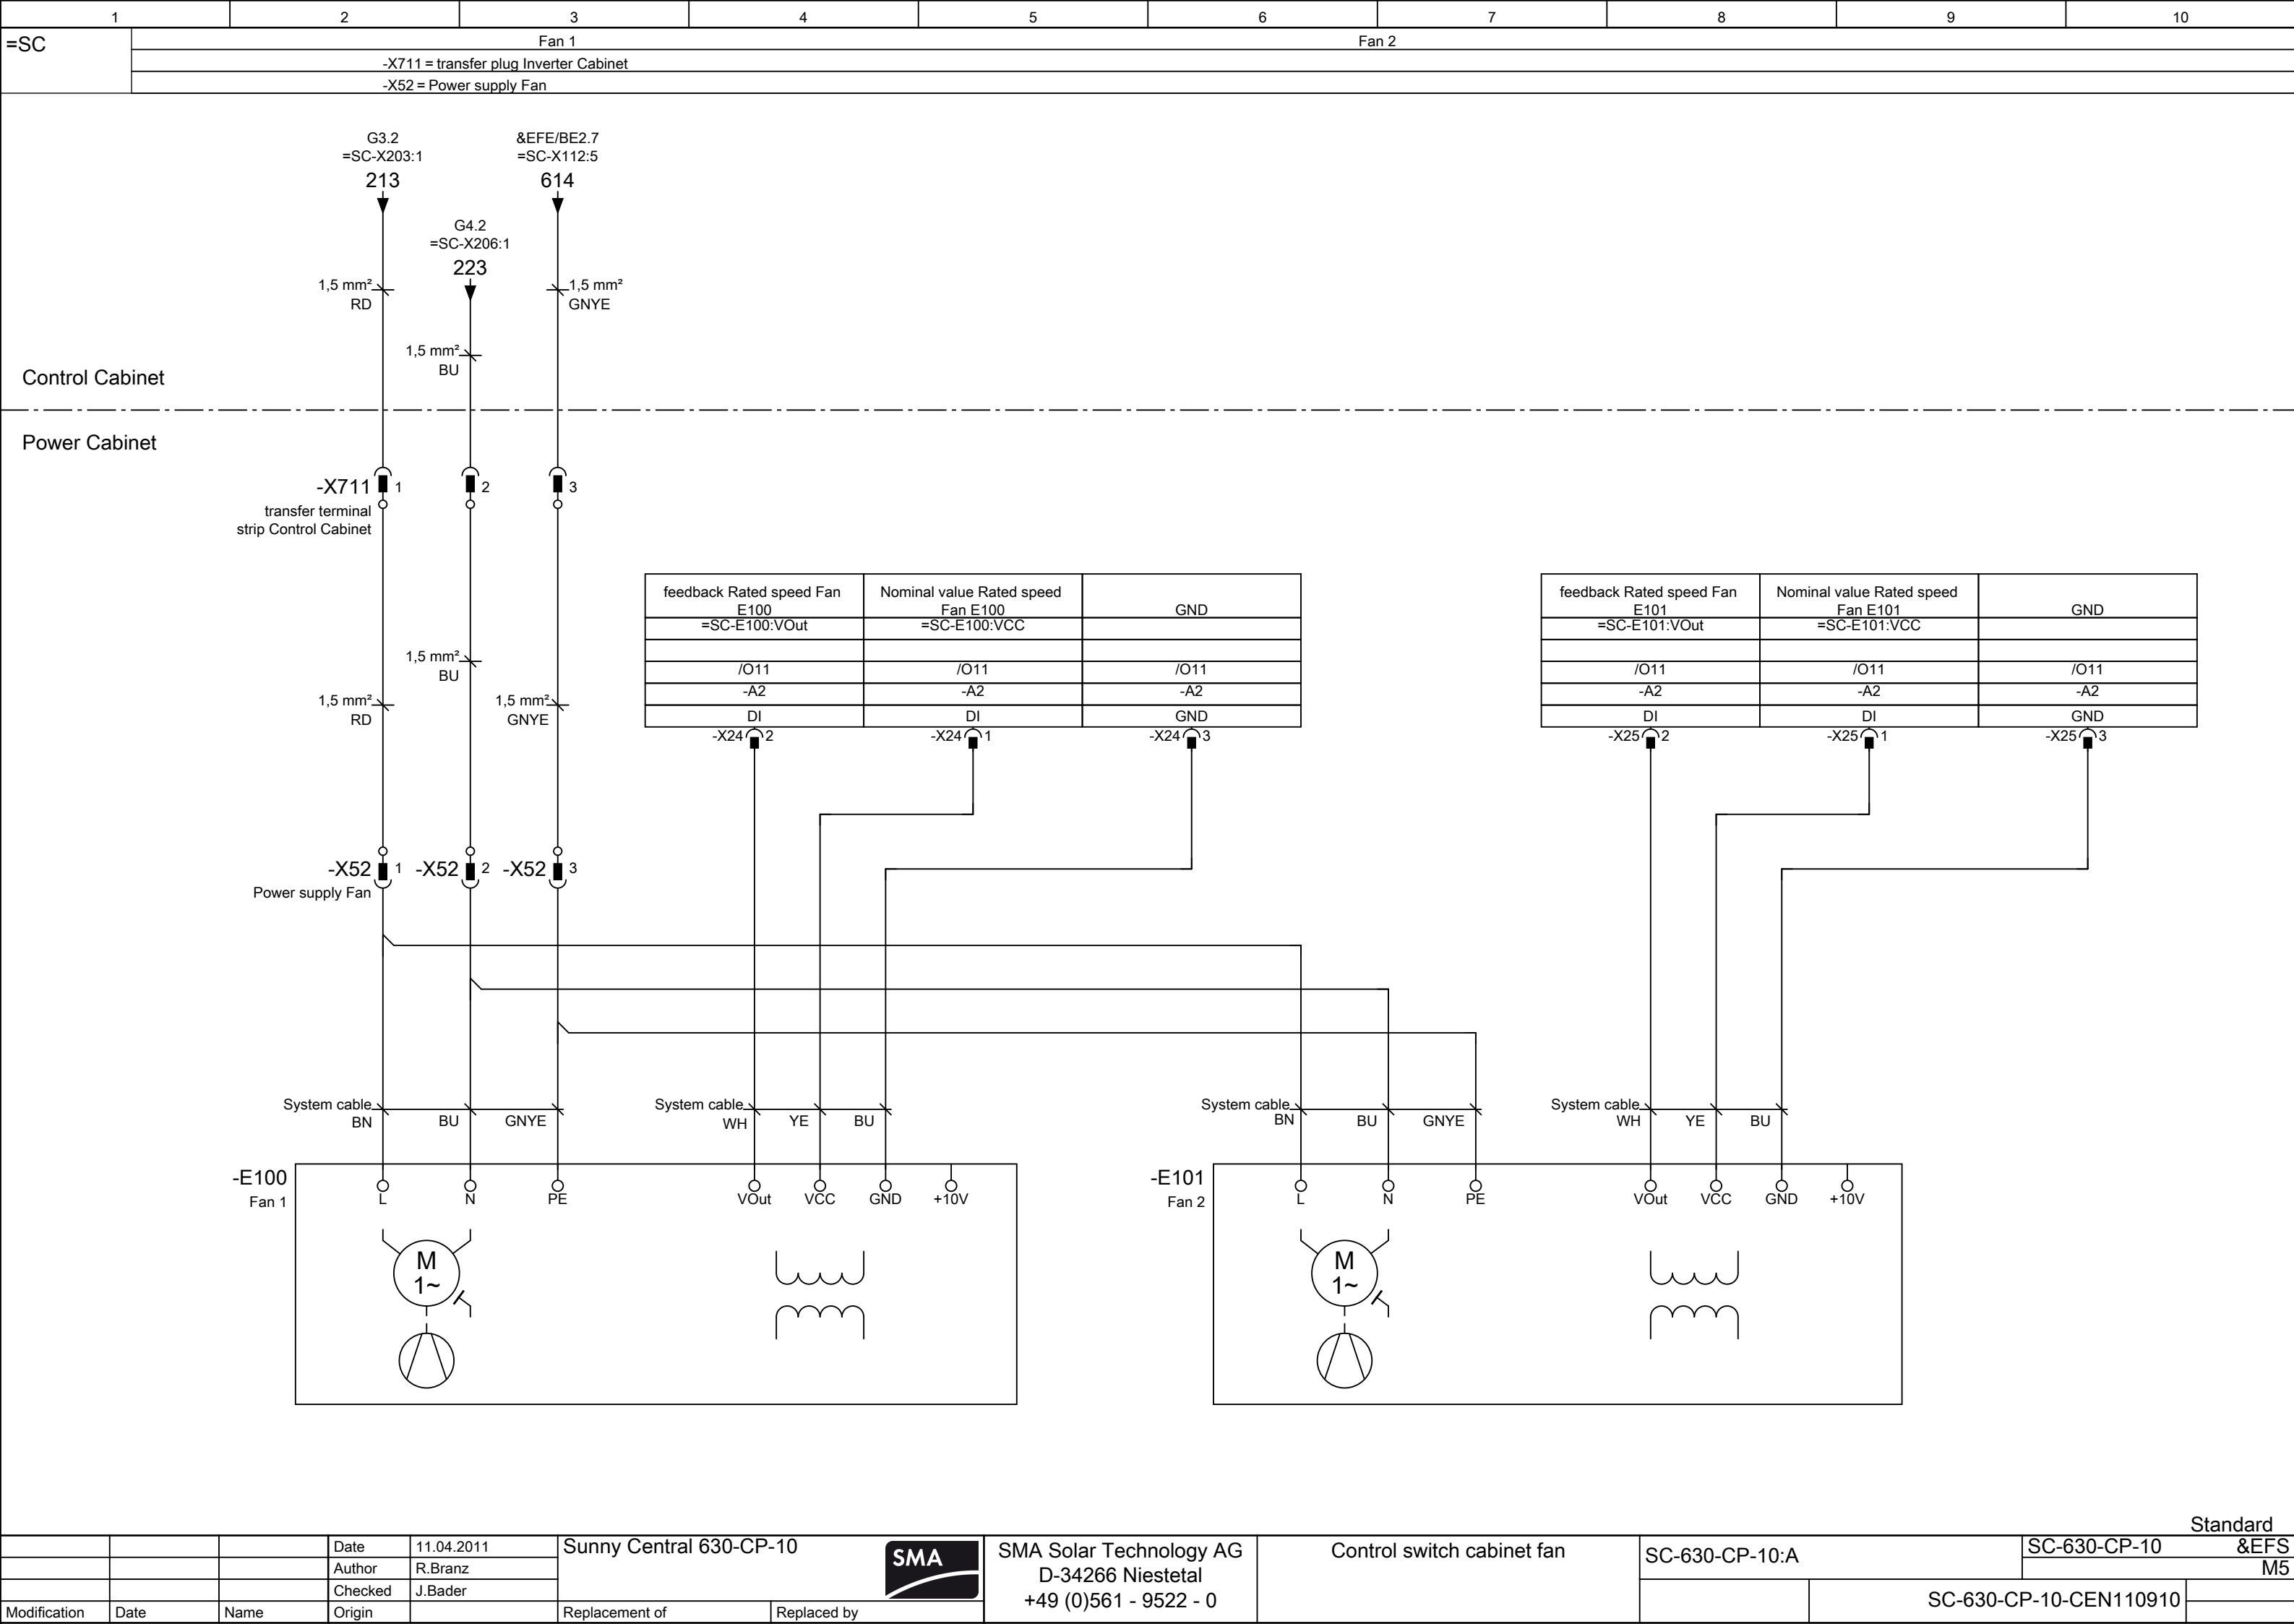 1 2 3 4 5 6 7 8 9 10
=SC
Fan 1 Fan 2
-X711 = transfer plug Inverter Cabinet
-X52 = Power supply Fan
G3.2
=SC-X203:1
213
&EFE/BE2.7
=SC-X112:5
614
G4.2
=SC-X206:1
223
1,5 mm²
RD
1,5 mm²
GNYE
1,5 mm²
BU
Control Cabinet
Power Cabinet
-X711 1 2 3
transfer terminal
strip Control Cabinet
1,5 mm²
BU
1,5 mm²
RD
1,5 mm²
GNYE
feedback Rated speed Fan
E100
Nominal value Rated speed
Fan E100
GND
=SC-E100:VOut =SC-E100:VCC
/O11 /O11 /O11
-A2 -A2 -A2
DI DI GND
-X24 2 -X24 1 -X24 3
feedback Rated speed Fan
E101
Nominal value Rated speed
Fan E101
GND
=SC-E101:VOut =SC-E101:VCC
/O11 /O11 /O11
-A2 -A2 -A2
DI DI GND
-X25 2 -X25 1 -X25 3
-X52 1 -X52 2 -X52 3
Power supply Fan
System cable
BN BU GNYE
System cable
WH YE BU
System cable
BN BU GNYE
System cable
WH YE BU
-E100
Fan 1
L N PE VOut VCC GND +10V
M
1~
-E101
Fan 2
L N PE VOut VCC GND +10V
M
1~
Standard
Date 11.04.2011
Author R.Branz
Checked J.Bader
Modification Date Name Origin
Sunny Central 630-CP-10
SMA
Replacement of Replaced by
SMA Solar Technology AG
D-34266 Niestetal
+49 (0)561 - 9522 - 0
Control switch cabinet fan
SC-630-CP-10:A
SC-630-CP-10 &EFS
M5
SC-630-CP-10-CEN110910